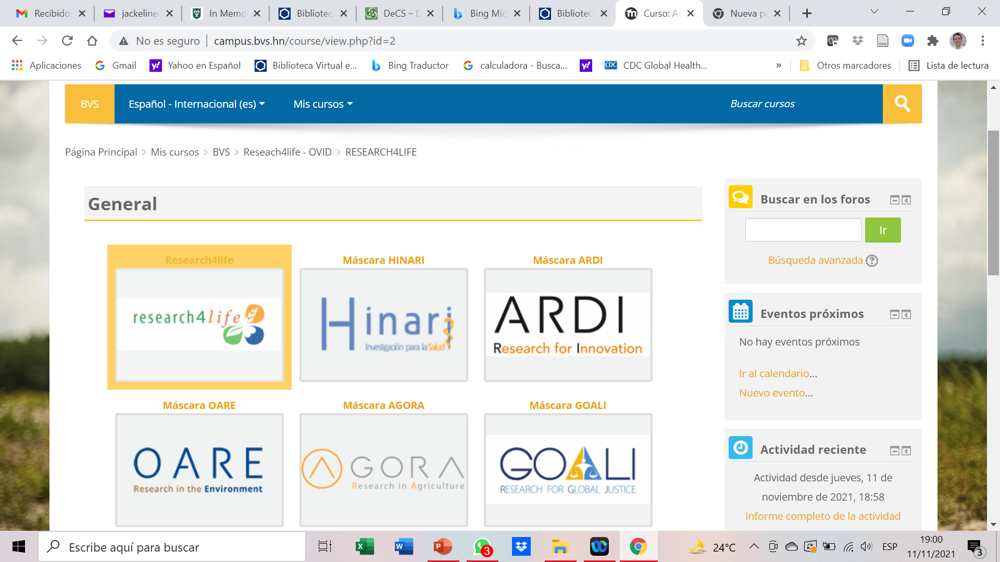 Recibidos
jackelinea
In Memo
Bibliotec
DeCS – D
Bing Mic
Bibliotec
Curso: Au
Nueva pe
No es seguro
campus.bvs.hn/course/view.php?id=2
Aplicaciones
Gmail
Yahoo en Español
Biblioteca Virtual e...
Bing Traductor
calculadora - Busca...
CDC Global Health...
»
Otros marcadores
Lista de lectura
BVS
Español - Internacional (es)
Mis cursos
Buscar cursos
Página Principal > Mis cursos > BVS > Reseach4life - OVID > RESEARCH4LIFE
General
Research4life
research4life
Máscara HINARI
Hinari
Investigación para la Salud
Máscara ARDI
ARDI
Research for Innovation
Máscara OARE
OARE
Research in the Environment
Máscara AGORA
AGORA
Research in Agriculture
Máscara GOALI
GOALI
RESEARCH FOR GLOBAL JUSTICE
Buscar en los foros
Ir
Búsqueda avanzada
Eventos próximos
No hay eventos próximos
Ir al calendario...
Nuevo evento...
Actividad reciente
Actividad desde jueves, 11 de
noviembre de 2021, 18:58
Informe completo de la actividad
Escribe aquí para buscar
3
24°C
ESP
19:00
11/11/2021
3